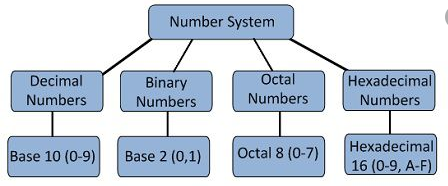 Number System
Decimal
Numbers
Binary
Numbers
Octal
Numbers
Hexadecimal
Numbers
Base 10 (0-9)
Base 2 (0,1)
Octal 8 (0-7)
Hexadecimal
16 (0-9, A-F)